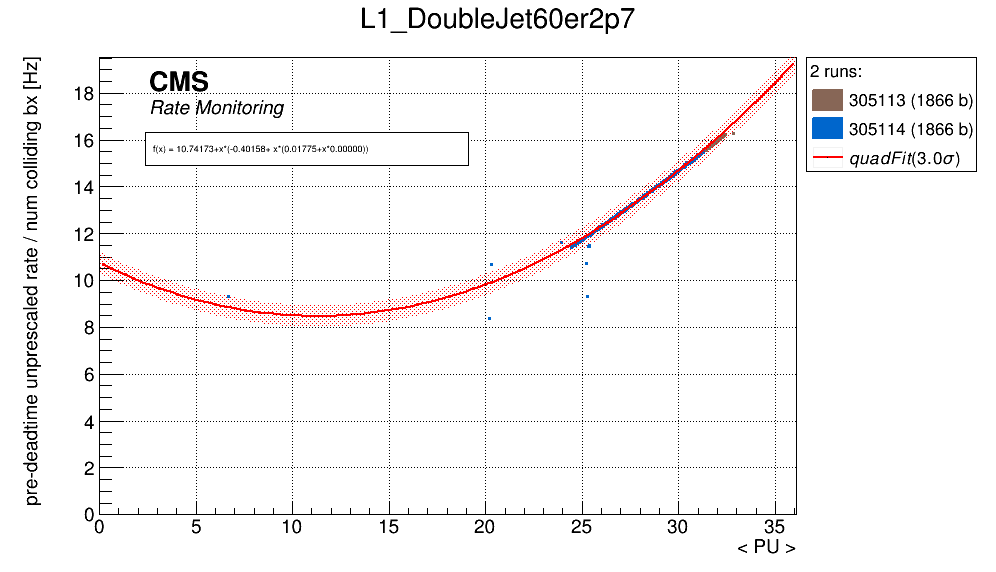 L1_DoubleJet60er2p7
pre-deadtime unprescaled rate / num colliding bx [Hz]
CMS
Rate Monitoring
f(x) = 10.74173+x*(-0.40158+ x*(0.01775+x*0.00000))
2 runs:
305113 (1866 b)
305114 (1866 b)
quadFit(3.0σ)
18
16
14
12
10
8
6
4
2
0
0 5 10 15 20 25 30 35
< PU >